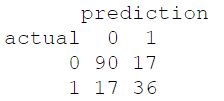 prediction
actual 0 1
0 90 17
1 17 36